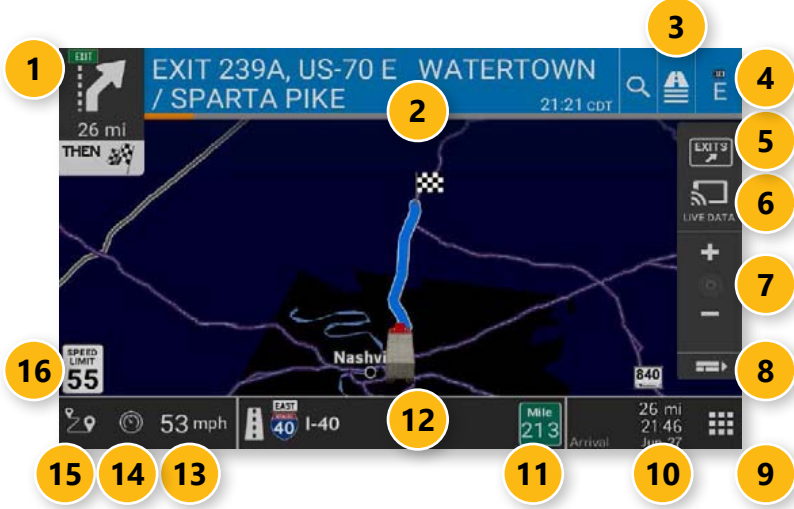 3
1
EXIT
EXIT 239A, US-70 E WATERTOWN
/ SPARTA PIKE
21:21 CDT
E
4
26 mi
2
THEN
EXITS
5
LIVE DATA
6
+
7
−
Nashvi
840
8
SPEED
LIMIT
55
16
53 mph
EAST
40
I-40
12
Mile
213
26 mi
21:46
Arrival
Jun 27
15
14
13
11
10
9